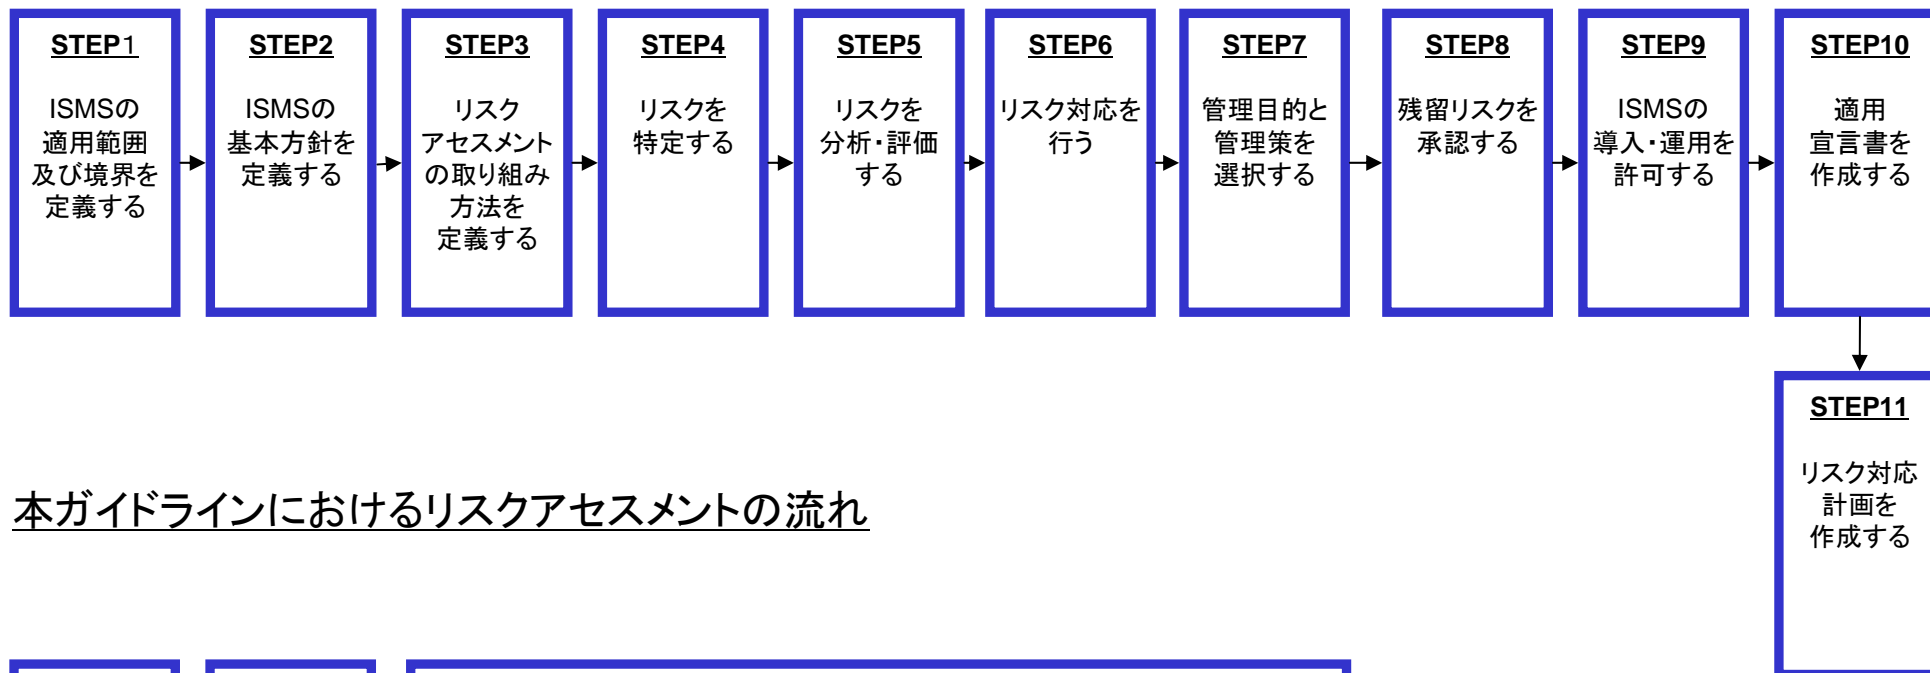 STEP1
ISMSの
適用範囲
及び境界を
定義する
STEP2
ISMSの
基本方針を
定義する
STEP3
リスク
アセスメント
の取り組み
方法を
定義する
STEP4
リスクを
特定する
STEP5
リスクを
分析・評価
する
STEP6
リスク対応を
行う
STEP7
管理目的と
管理策を
選択する
STEP8
残留リスクを
承認する
STEP9
ISMSの
導入・運用を
許可する
STEP10
適用
宣言書を
作成する
STEP11
リスク対応
計画を
作成する
本ガイドラインにおけるリスクアセスメントの流れ